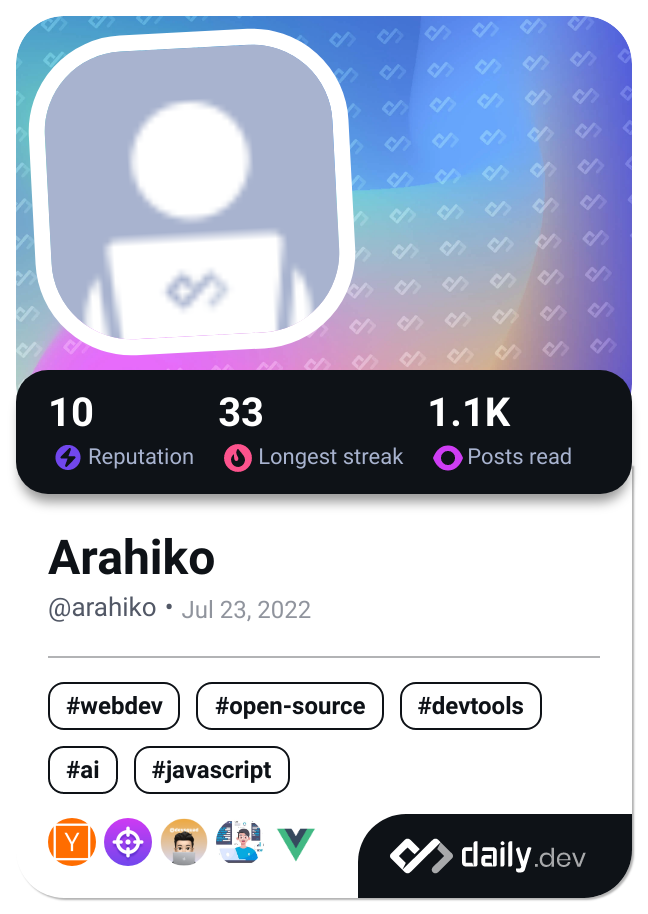 10 33 1.1K
Reputation Longest streak Posts read
Arahiko
@arahiko • Jul 23, 2022
#webdev #open-source #devtools
#ai #javascript
Y
daily.dev